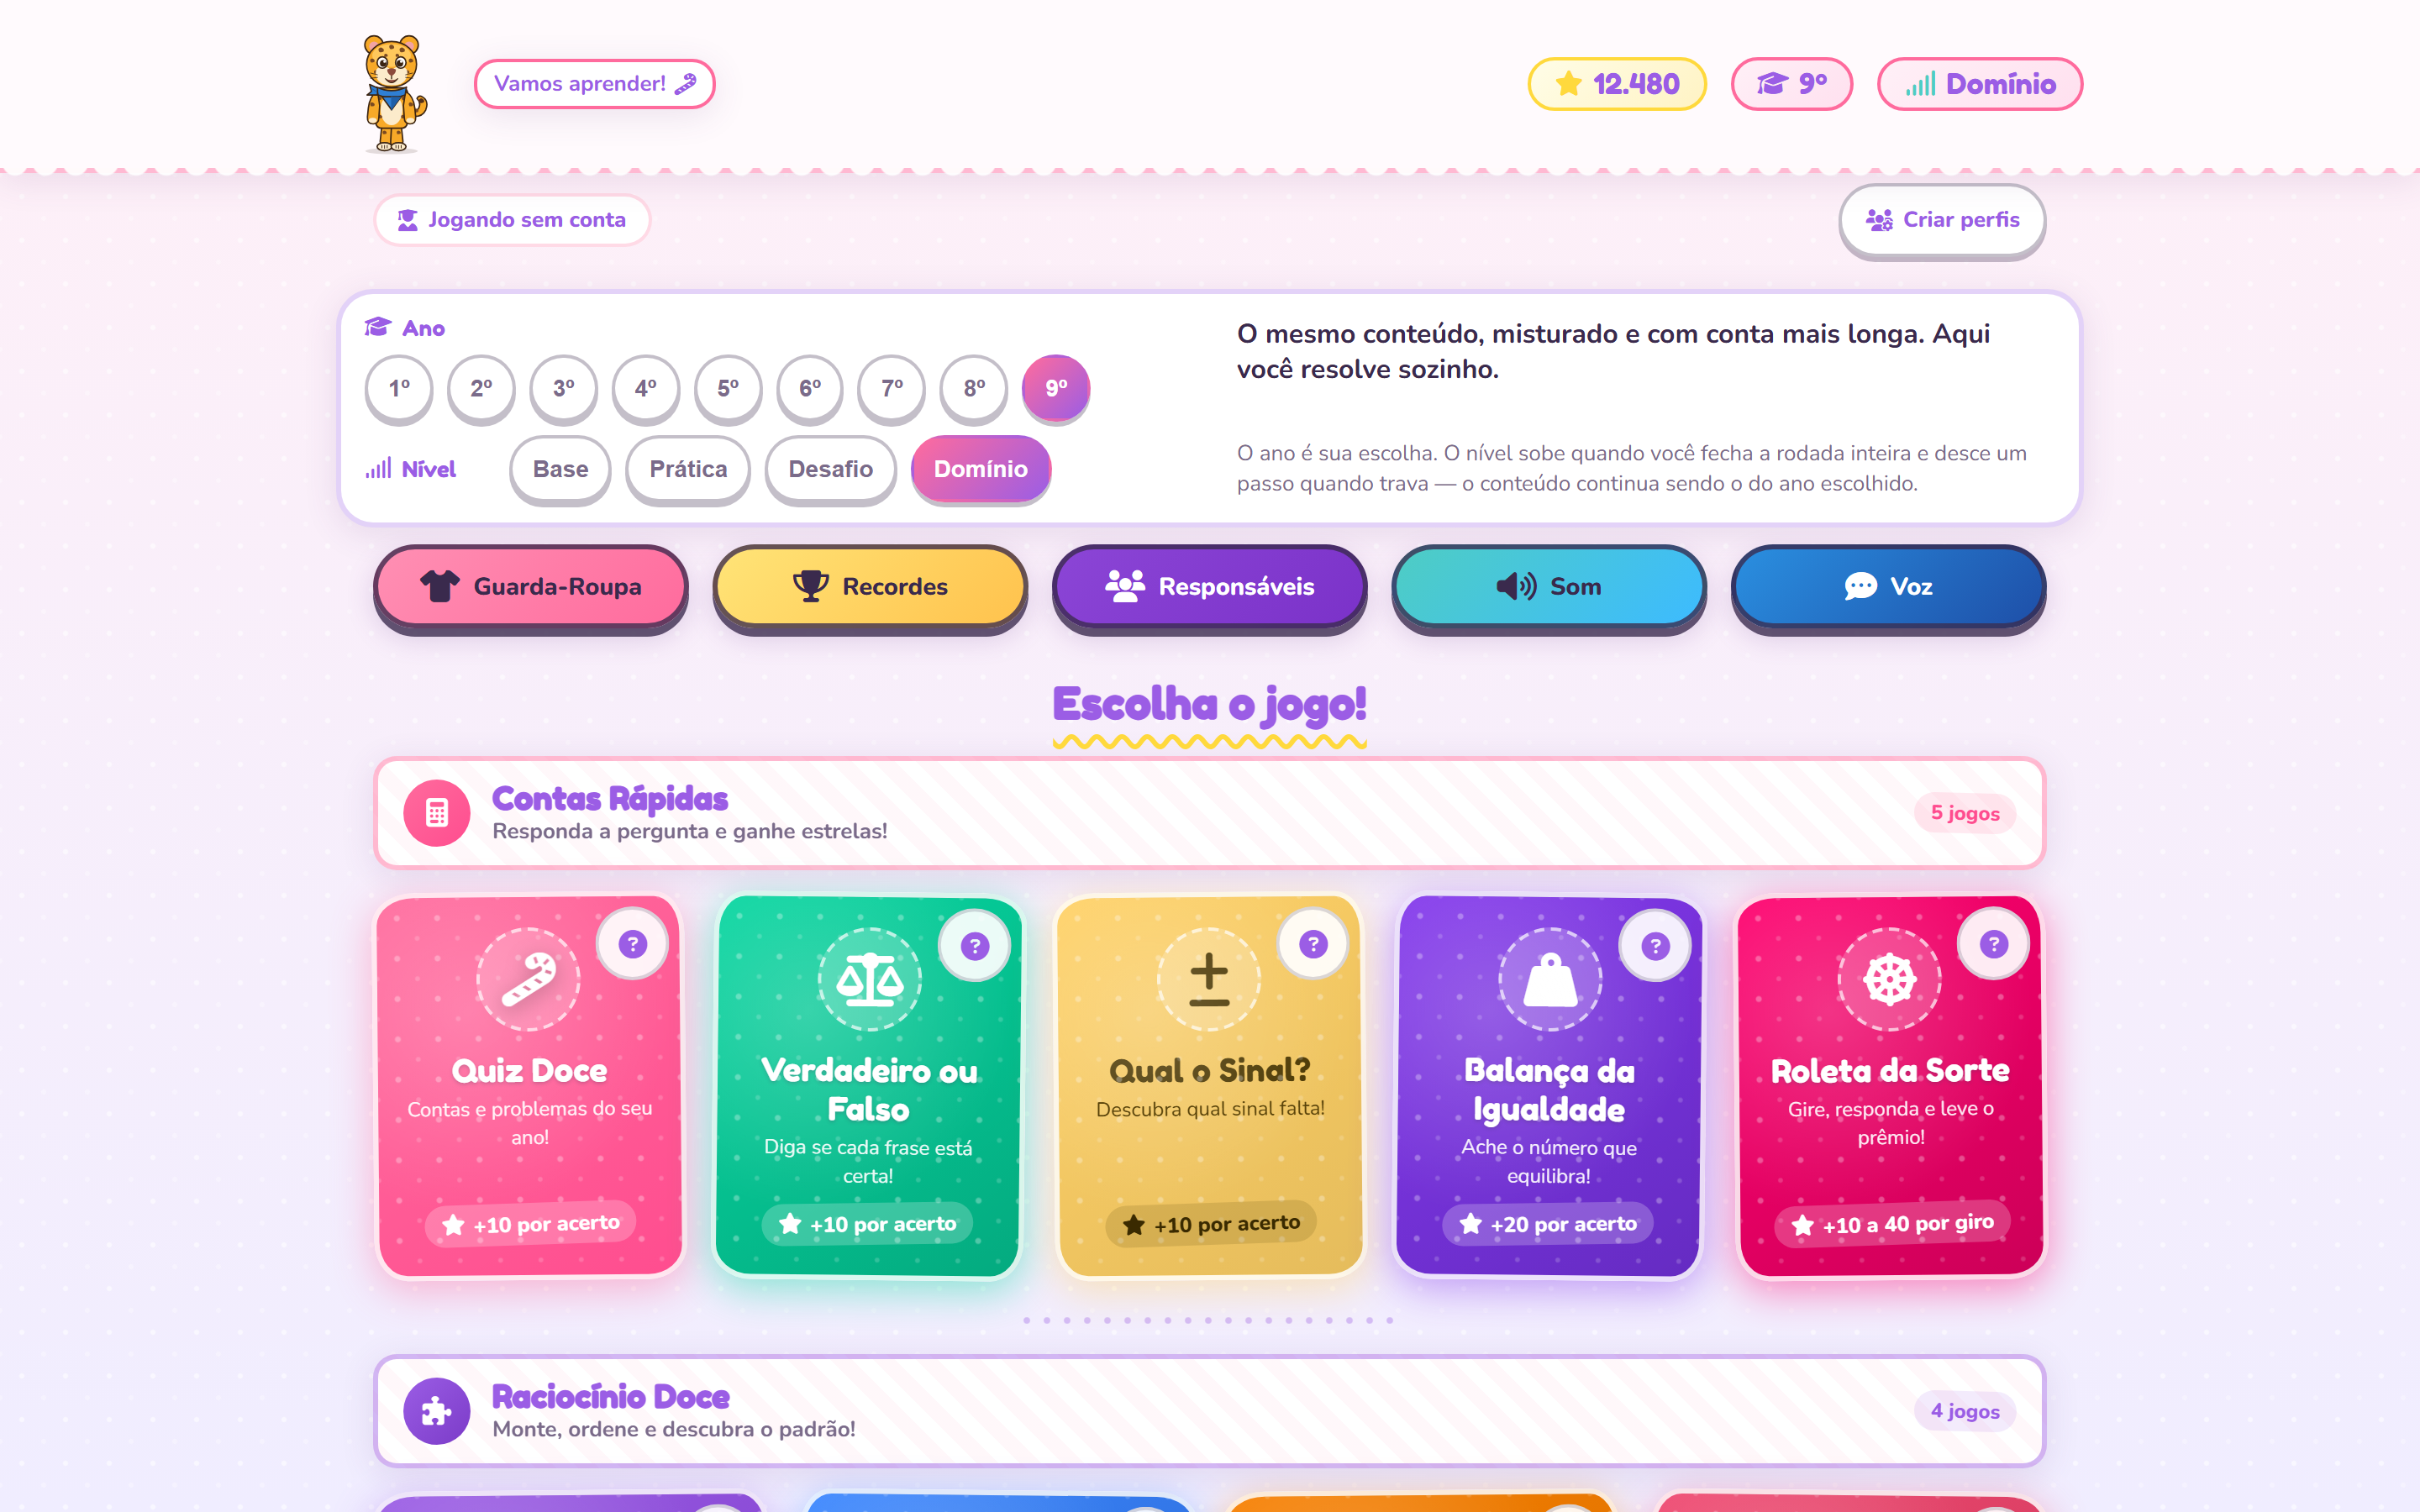 Vamos aprender!
12.480
9º
Domínio
Jogando sem conta
Criar perfis
Ano
1º 2º 3º 4º 5º 6º 7º 8º 9º
Nível
Base Prática Desafio Domínio
O mesmo conteúdo, misturado e com conta mais longa. Aqui
você resolve sozinho.
O ano é sua escolha. O nível sobe quando você fecha a rodada inteira e desce um
passo quando trava — o conteúdo continua sendo o do ano escolhido.
Guarda-Roupa
Recordes
Responsáveis
Som
Voz
Escolha o jogo!
Contas Rápidas
Responda a pergunta e ganhe estrelas!
5 jogos
?
Quiz Doce
Contas e problemas do seu
ano!
+10 por acerto
?
Verdadeiro ou
Falso
Diga se cada frase está
certa!
+10 por acerto
?
Qual o Sinal?
Descubra qual sinal falta!
+10 por acerto
?
Balança da
Igualdade
Ache o número que
equilibra!
+20 por acerto
?
Roleta da Sorte
Gire, responda e leve o
prêmio!
+10 a 40 por giro
Raciocínio Doce
Monte, ordene e descubra o padrão!
4 jogos